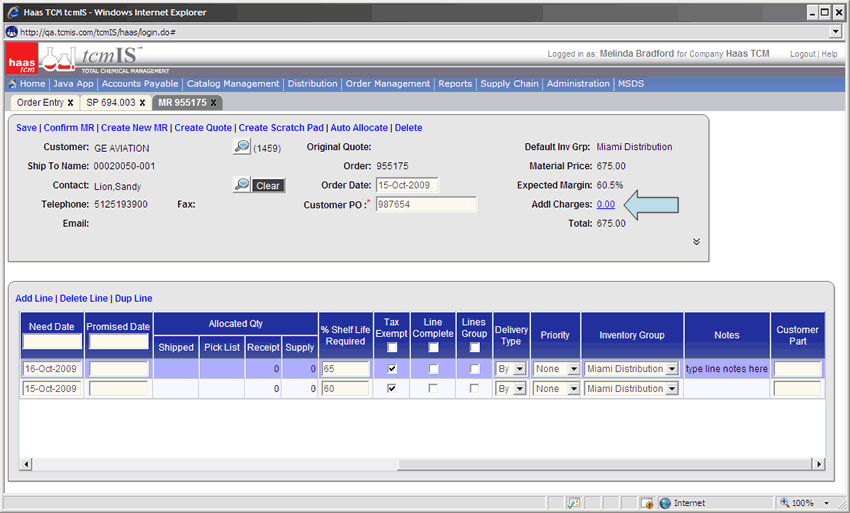 Haas TCM tcmIS - Windows Internet Explorer
http://qa.tcmis.com/tcmIS/haas/login.do#
haas tcm tcmIS™ TOTAL CHEMICAL MANAGEMENT
Logged in as: Melinda Bradford for Company Haas TCM Logout | Help
Home | Java App | Accounts Payable | Catalog Management | Distribution | Order Management | Reports | Supply Chain | Administration | MSDS
Order Entry x SP 694.003 x MR 955175 x
Save | Confirm MR | Create New MR | Create Quote | Create Scratch Pad | Auto Allocate | Delete
Customer: GE AVIATION (1459) Original Quote: Default Inv Grp: Miami Distribution
Ship To Name: 00020050-001 Order: 955175 Material Price: 675.00
Contact: Lion,Sandy Clear Order Date: 15-Oct-2009 Expected Margin: 60.5%
Telephone: 5125193900 Fax: Customer PO :* 987654 Addl Charges: 0.00
Email: Total: 675.00
Add Line | Delete Line | Dup Line
Need Date Promised Date Allocated Qty Shipped Pick List Receipt Supply % Shelf Life Required Tax Exempt Line Complete Lines Group Delivery Type Priority Inventory Group Notes Customer Part
16-Oct-2009 0 0 65 By None Miami Distribution type line notes here
15-Oct-2009 0 0 60 By None Miami Distribution
Internet 100%